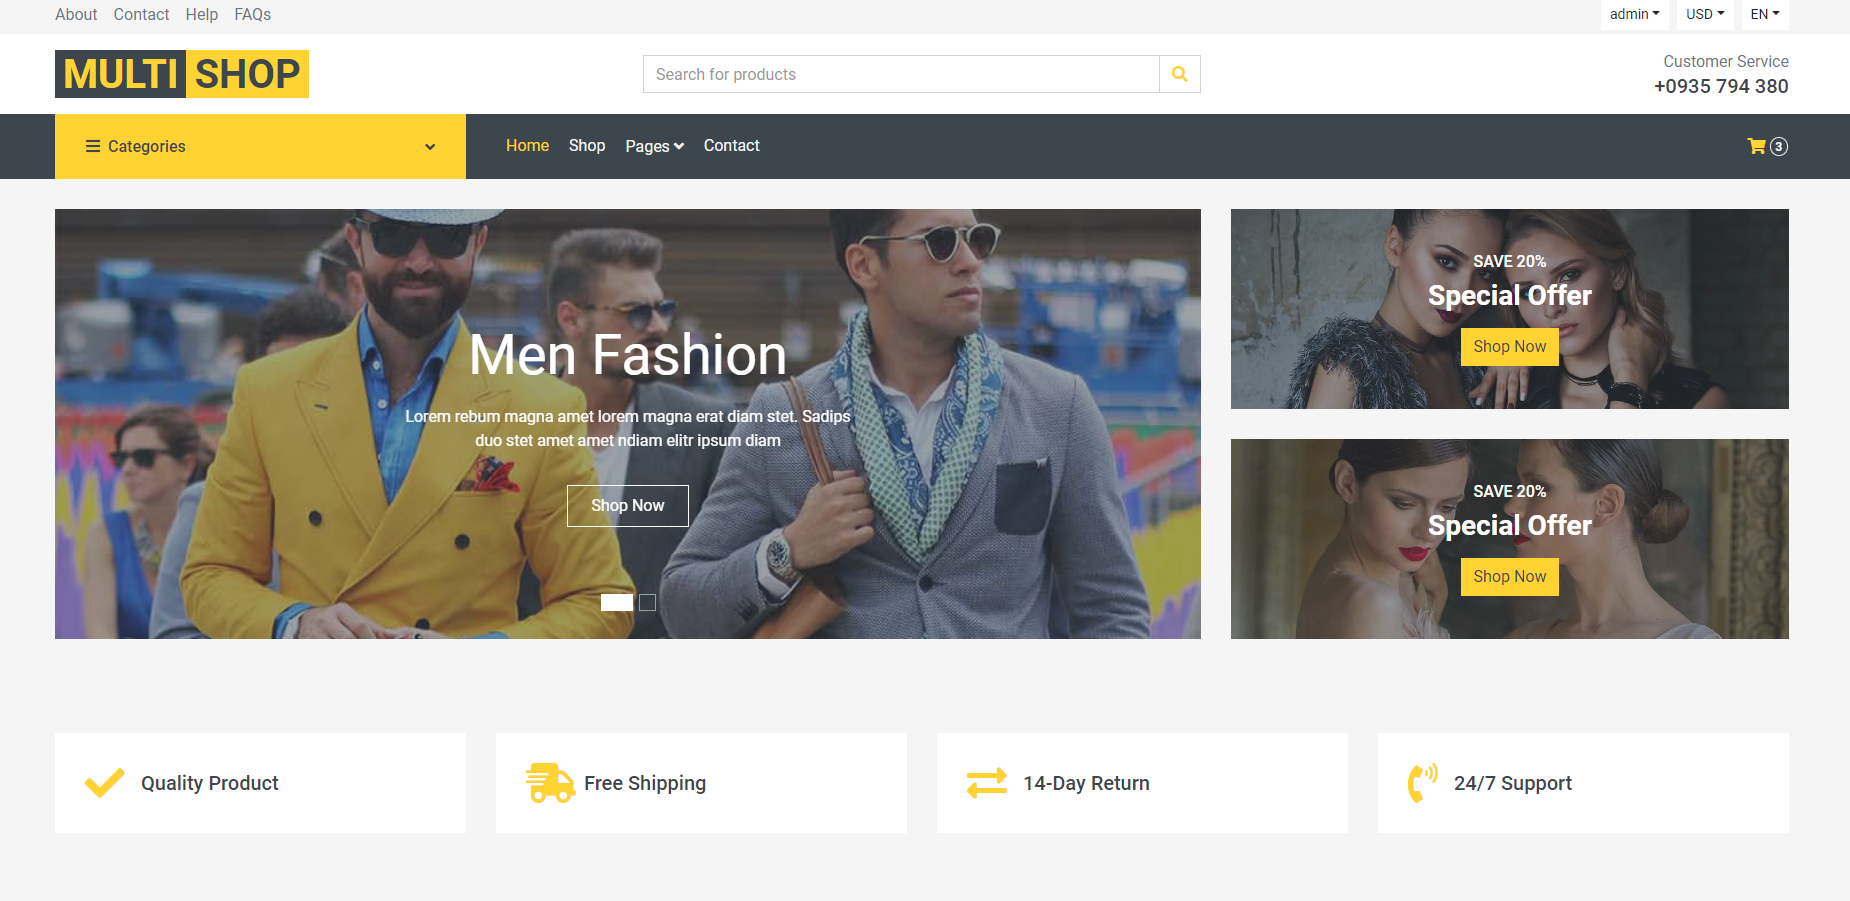 About Contact Help FAQs admin USD EN
MULTI SHOP
Search for products
Customer Service
+0935 794 380
Categories
Home Shop Pages Contact
3
Men Fashion
Lorem rebum magna amet lorem magna erat diam stet. Sadips
duo stet amet amet ndiam elitr ipsum diam
Shop Now
SAVE 20%
Special Offer
Shop Now
SAVE 20%
Special Offer
Shop Now
Quality Product
Free Shipping
14-Day Return
24/7 Support